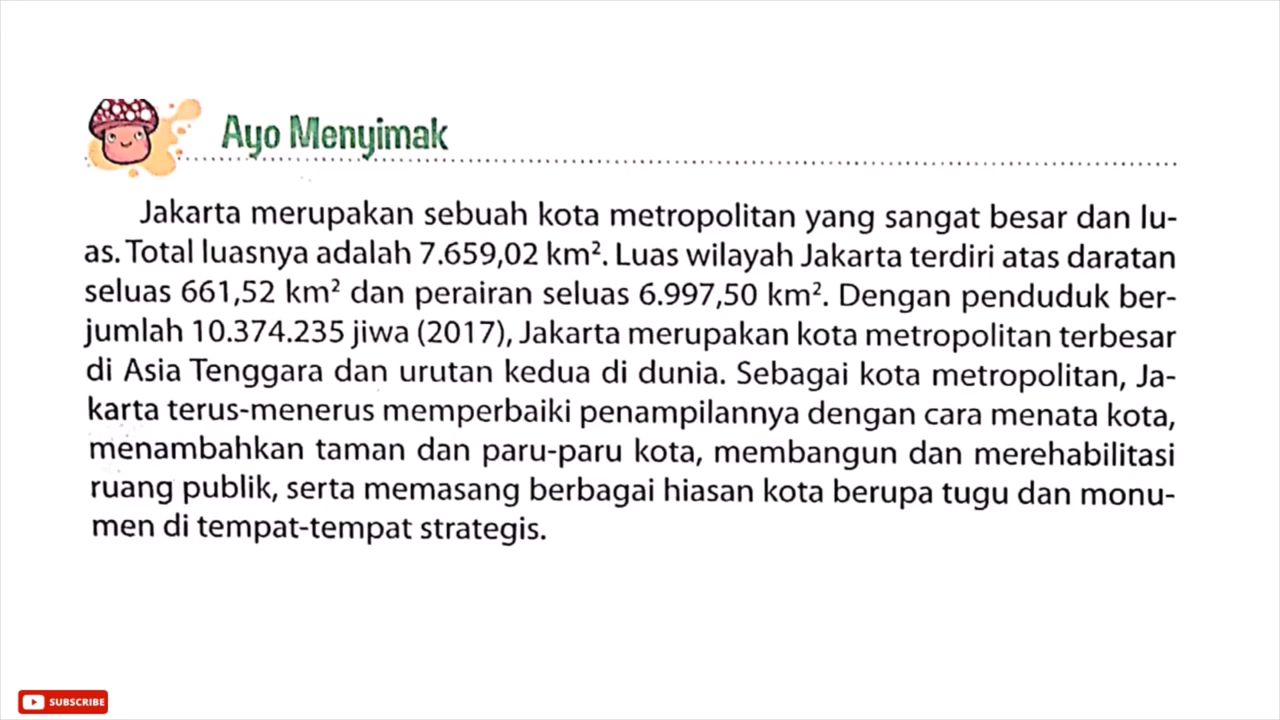 Ayo Menyimak
Jakarta merupakan sebuah kota metropolitan yang sangat besar dan lu-
as. Total luasnya adalah 7.659,02 km². Luas wilayah Jakarta terdiri atas daratan
seluas 661,52 km² dan perairan seluas 6.997,50 km². Dengan penduduk ber-
jumlah 10.374.235 jiwa (2017), Jakarta merupakan kota metropolitan terbesar
di Asia Tenggara dan urutan kedua di dunia. Sebagai kota metropolitan, Ja-
karta terus-menerus memperbaiki penampilannya dengan cara menata kota,
menambahkan taman dan paru-paru kota, membangun dan merehabilitasi
ruang publik, serta memasang berbagai hiasan kota berupa tugu dan monu-
men di tempat-tempat strategis.
SUBSCRIBE